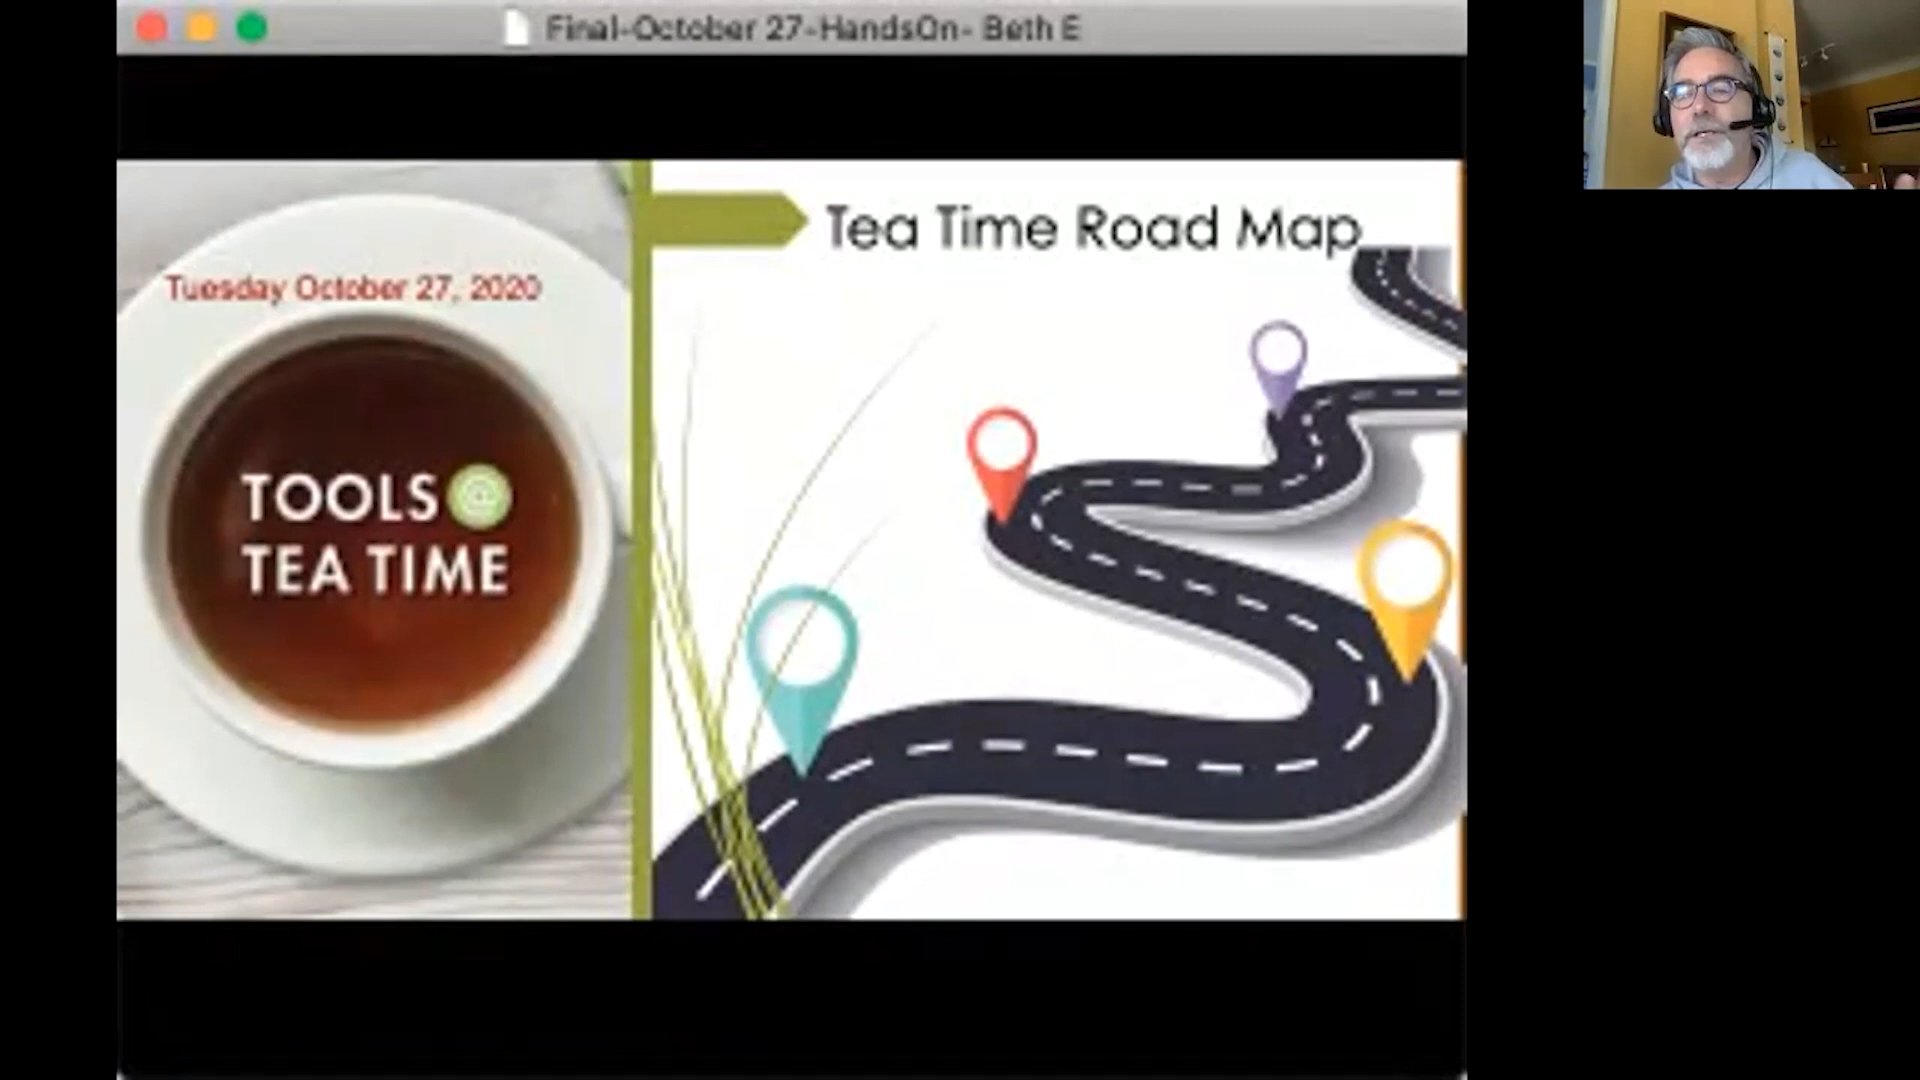 Final-October 27-HandsOn- Beth E
Tuesday October 27, 2020
TOOLS @
TEA TIME
Tea Time Road Map